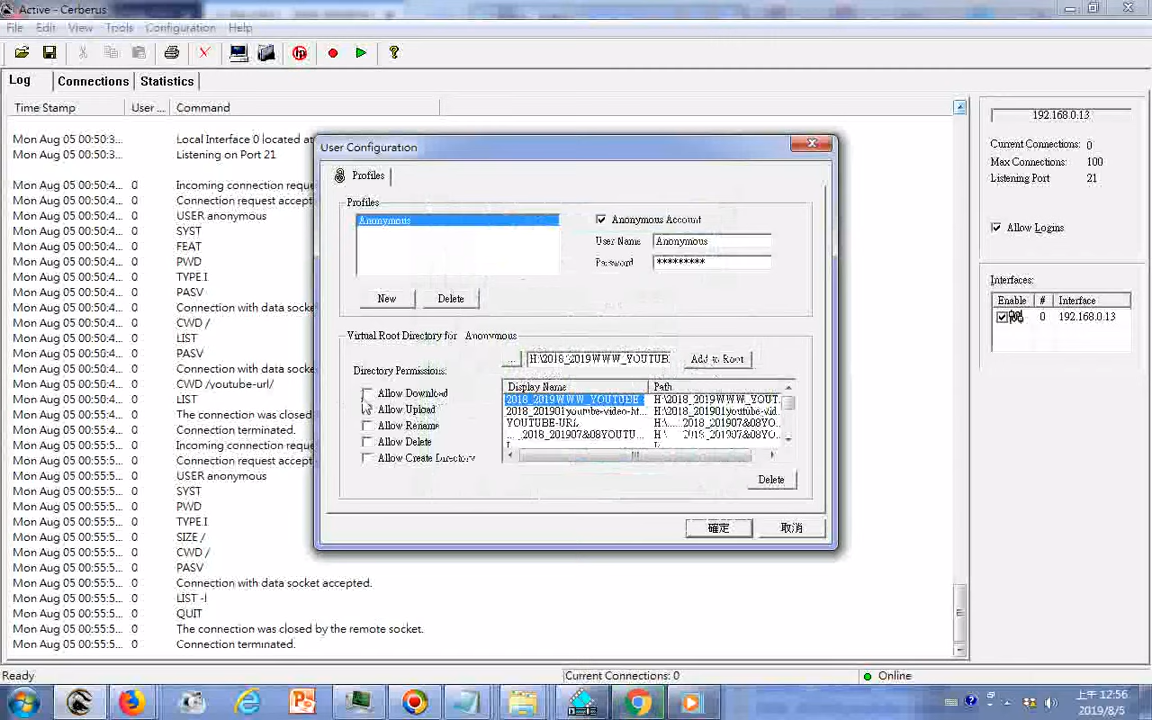 Active - Cerberus
File Edit View Tools Configuration Help
Log Connections Statistics
Time Stamp User ... Command
Mon Aug 05 00:50:3... Local Interface 0 located at
Mon Aug 05 00:50:3... Listening on Port 21
Mon Aug 05 00:50:4... 0 Incoming connection reque
Mon Aug 05 00:50:4... 0 Connection request accept
Mon Aug 05 00:50:4... 0 USER anonymous
Mon Aug 05 00:50:4... 0 SYST
Mon Aug 05 00:50:4... 0 FEAT
Mon Aug 05 00:50:4... 0 PWD
Mon Aug 05 00:50:4... 0 TYPE I
Mon Aug 05 00:50:4... 0 PASV
Mon Aug 05 00:50:4... 0 Connection with data socket
Mon Aug 05 00:50:4... 0 CWD /
Mon Aug 05 00:50:4... 0 LIST
Mon Aug 05 00:50:4... 0 PASV
Mon Aug 05 00:50:4... 0 Connection with data socket
Mon Aug 05 00:50:4... 0 CWD /youtube-url/
Mon Aug 05 00:50:4... 0 LIST
Mon Aug 05 00:50:4... 0 The connection was closed
Mon Aug 05 00:50:4... 0 Connection terminated.
Mon Aug 05 00:55:5... 0 Incoming connection reque
Mon Aug 05 00:55:5... 0 Connection request accept
Mon Aug 05 00:55:5... 0 USER anonymous
Mon Aug 05 00:55:5... 0 SYST
Mon Aug 05 00:55:5... 0 PWD
Mon Aug 05 00:55:5... 0 TYPE I
Mon Aug 05 00:55:5... 0 SIZE /
Mon Aug 05 00:55:5... 0 CWD /
Mon Aug 05 00:55:5... 0 PASV
Mon Aug 05 00:55:5... 0 Connection with data socket accepted.
Mon Aug 05 00:55:5... 0 LIST -l
Mon Aug 05 00:55:5... 0 QUIT
Mon Aug 05 00:55:5... 0 The connection was closed by the remote socket.
Mon Aug 05 00:55:5... 0 Connection terminated.
User Configuration
Profiles
Profiles
Anonymous
Anonymous Account
User Name Anonymous
Password *********
New Delete
Virtual Root Directory for Anonymous
... H:\2018_2019WWW_YOUTUB. Add to Root
Directory Permissions:
Allow Download
Allow Upload
Allow Rename
Allow Delete
Allow Create Directory
Display Name Path
2018_2019WWW_YOUTUBE H:\2018_2019WWW_YOUT.
2018_201901youtube-video-ht... H:\2018_201901youtube-vid.
YOUTUBE-URL
2018_201907&08YOUTU... 2018_201907&08YO...
Delete
確定 取消
192.168.0.13
Current Connections: 0
Max Connections: 100
Listening Port 21
Allow Logins
Interfaces:
Enable # Interface
0 192.168.0.13
Ready Current Connections: 0 Online
上午 12:56
2019/8/5